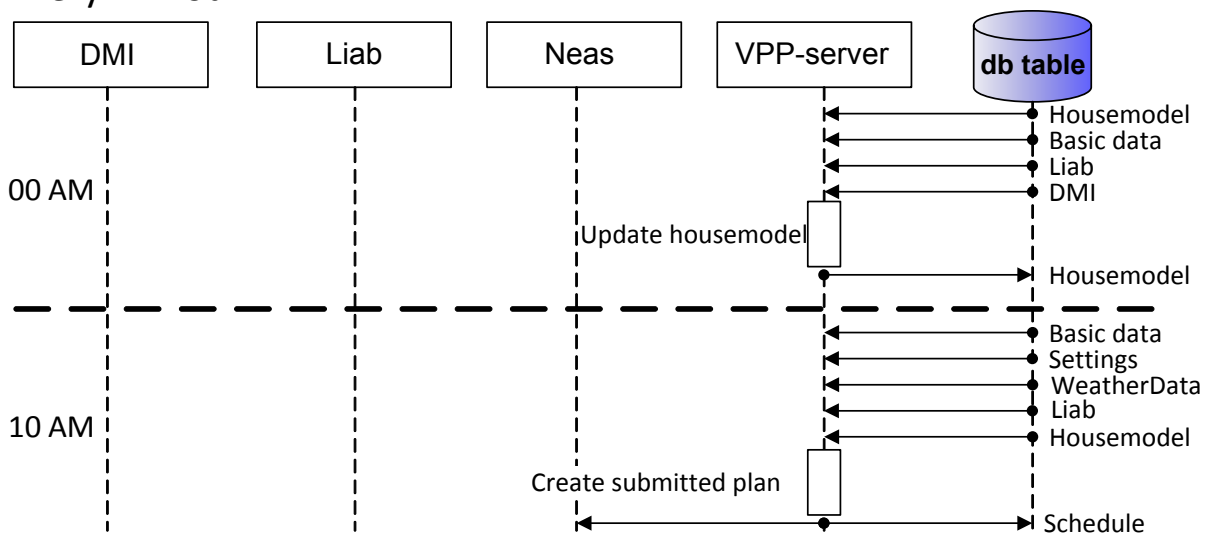 DMI
Liab
Neas
VPP-server
db table
Housemodel
Basic data
Liab
00 AM
DMI
Update housemodel
Housemodel
Basic data
Settings
WeatherData
Liab
10 AM
Housemodel
Create submitted plan
Schedule